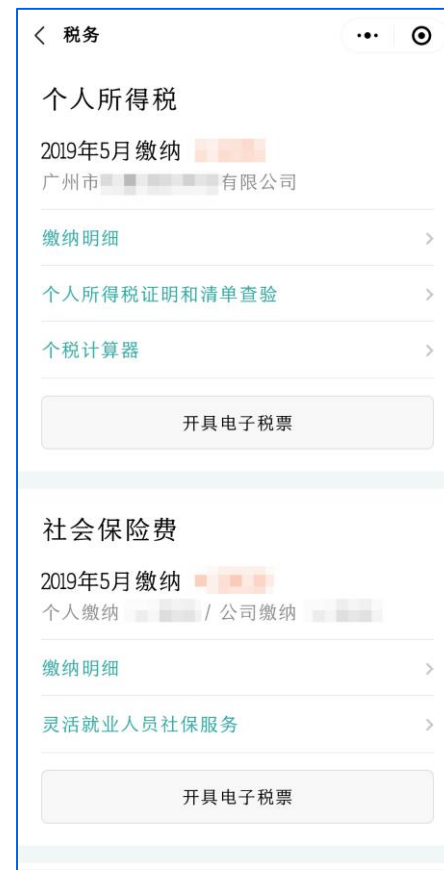 税务
个人所得税
2019年5月缴纳
广州市 有限公司
缴纳明细
个人所得税证明和清单查验
个税计算器
开具电子税票
社会保险费
2019年5月缴纳
个人缴纳 / 公司缴纳
缴纳明细
灵活就业人员社保服务
开具电子税票